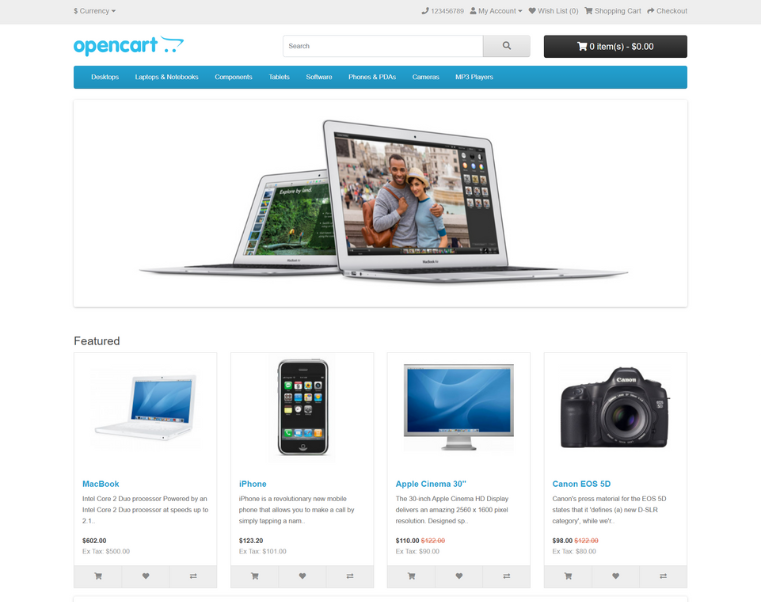 $ Currency
123456789 My Account Wish List (0) Shopping Cart Checkout
opencart
Search
0 item(s) - $0.00
Desktops Laptops & Notebooks Components Tablets Software Phones & PDAs Cameras MP3 Players
Explore by land.
MacBook Air
Featured
MacBook
Intel Core 2 Duo processor Powered by an
Intel Core 2 Duo processor at speeds up to
2.1..
$602.00
Ex Tax: $500.00
iPhone
iPhone is a revolutionary new mobile
phone that allows you to make a call by
simply tapping a nam..
$123.20
Ex Tax: $101.00
Apple Cinema 30"
The 30-inch Apple Cinema HD Display
delivers an amazing 2560 x 1600 pixel
resolution. Designed sp..
$110.00 $122.00
Ex Tax: $90.00
Canon
Canon EOS 5D
Canon's press material for the EOS 5D
states that it 'defines (a) new D-SLR
category', while we'r..
$98.00 $122.00
Ex Tax: $80.00